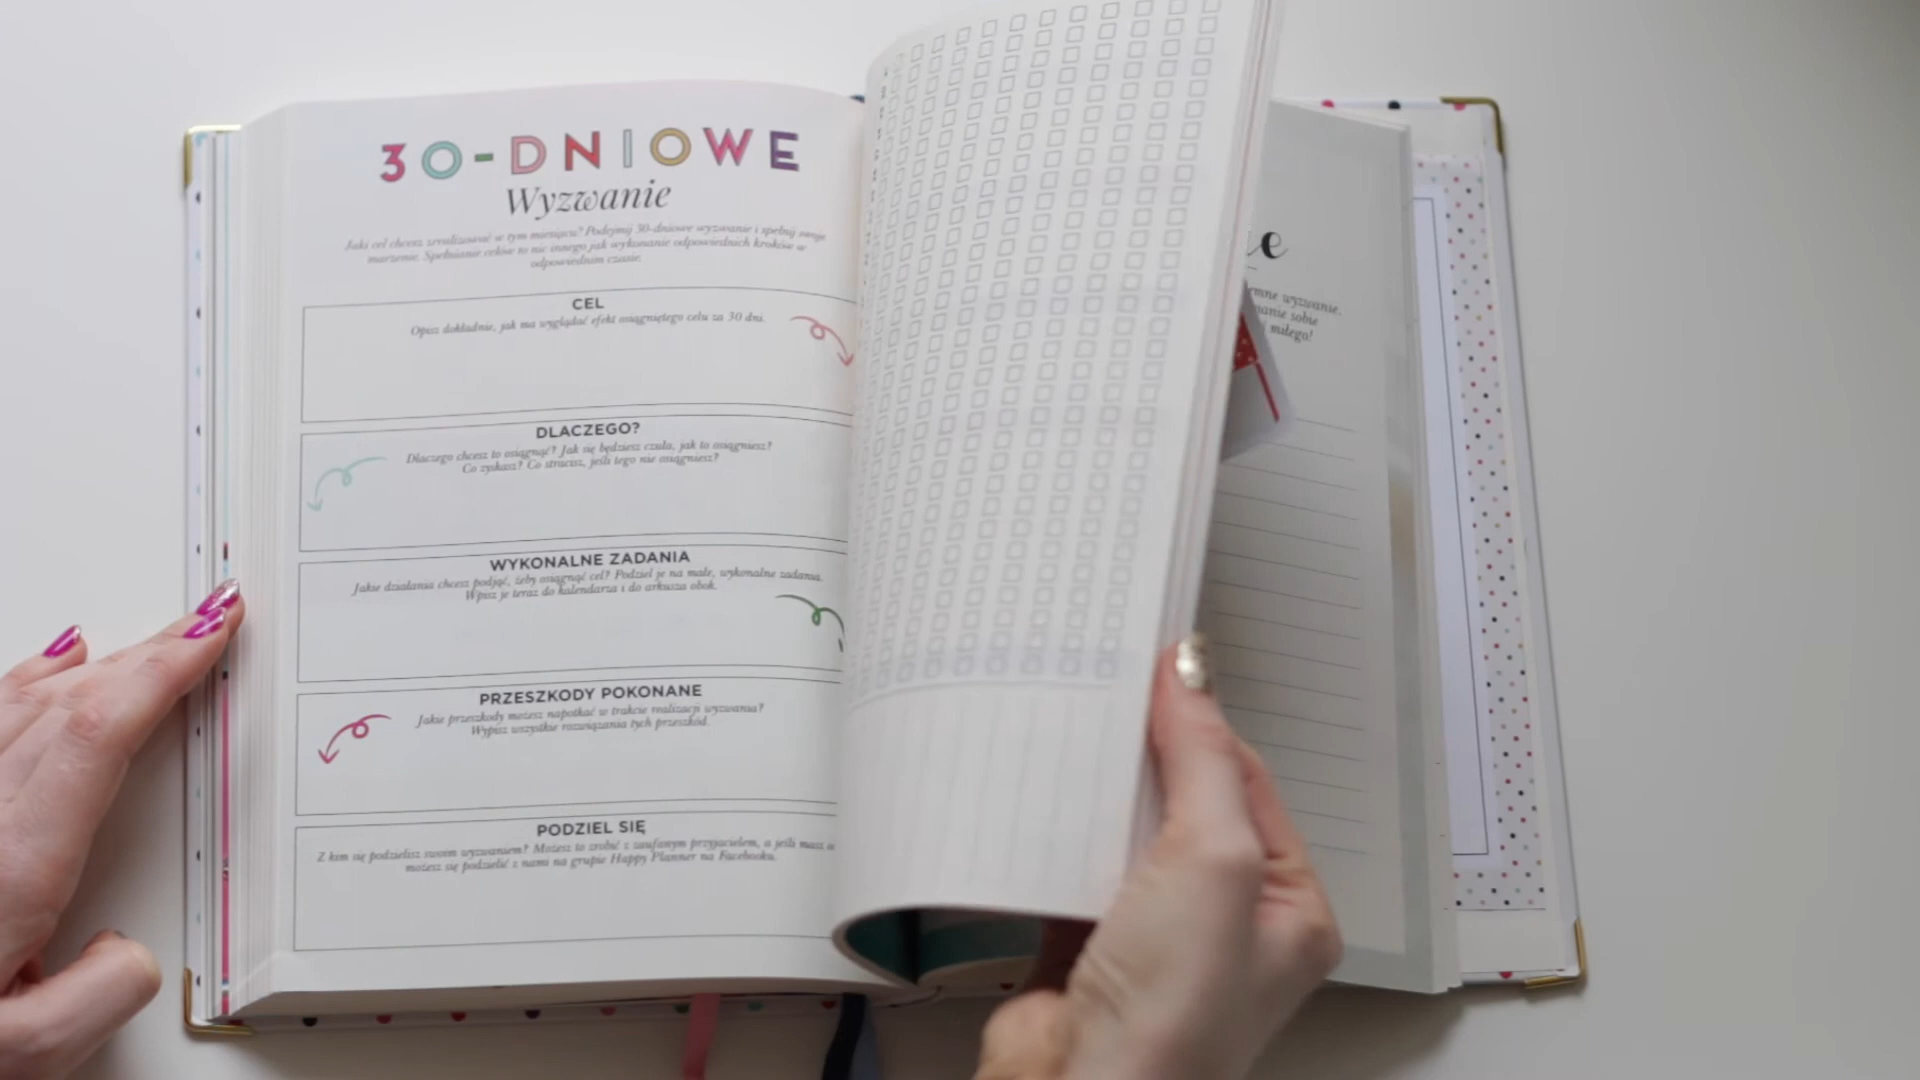 30-DNIOWE
Wyzwanie
Jaki cel chcesz zrealizować w tym miesiącu? Podejmij 30-dniowe wyzwanie i spełnij swoje
marzenie. Spełnianie celów to nic innego jak wykonanie odpowiednich kroków w
odpowiednim czasie.
CEL
Opisz dokładnie, jak ma wyglądać efekt osiągniętego celu za 30 dni.
DLACZEGO?
Dlaczego chcesz to osiągnąć? Jak się będziesz czuła, jak to osiągniesz?
Co zyskasz? Co stracisz, jeśli tego nie osiągniesz?
WYKONALNE ZADANIA
Jakie działania chcesz podjąć, żeby osiągnąć cel? Podziel je na małe, wykonalne zadania.
Wpisz je teraz do kalendarza i do arkusza obok.
PRZESZKODY POKONANE
Jakie przeszkody możesz napotkać w trakcie realizacji wyzwania?
Wypisz wszystkie rozwiązania tych przeszkód.
PODZIEL SIĘ
Z kim się podzielisz swoim wyzwaniem? Możesz to zrobić z zaufanym przyjacielem, a jeśli masz o
możesz się podzielić z nami na grupie Happy Planner na Facebooku.
wyzwanie.
sobie
miłego!